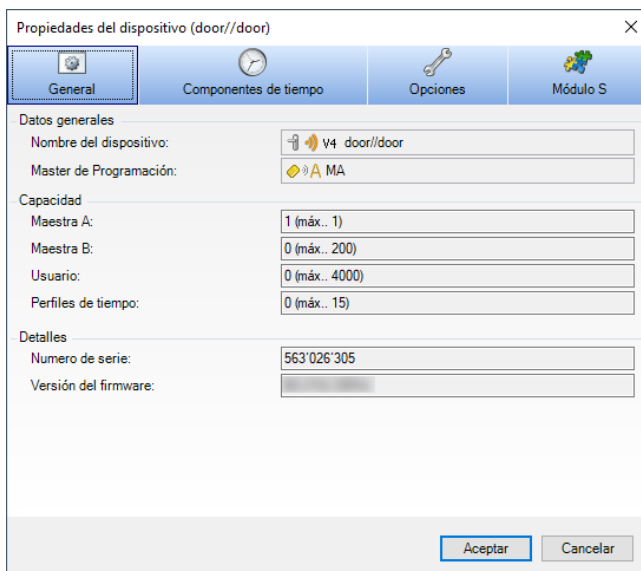 Propiedades del dispositivo (door//door)
General Componentes de tiempo Opciones Módulo S
Datos generales
Nombre del dispositivo: V4 door//door
Master de Programación: A MA
Capacidad
Maestra A: 1 (máx.. 1)
Maestra B: 0 (máx.. 200)
Usuario: 0 (máx.. 4000)
Perfiles de tiempo: 0 (máx.. 15)
Detalles
Numero de serie: 563'026'305
Versión del firmware:
Aceptar Cancelar